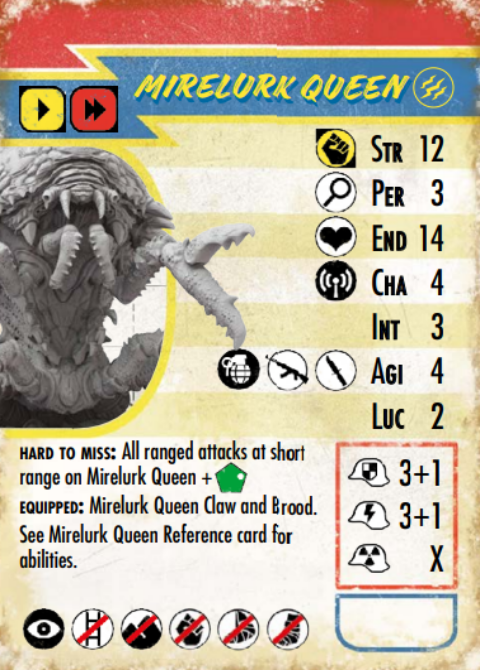 MIRELURK QUEEN
STR 12
PER 3
END 14
CHA 4
INT 3
AGI 4
LUC 2
HARD TO MISS: All ranged attacks at short
range on Mirelurk Queen +
EQUIPPED: Mirelurk Queen Claw and Brood.
See Mirelurk Queen Reference card for
abilities.
3+1
3+1
X